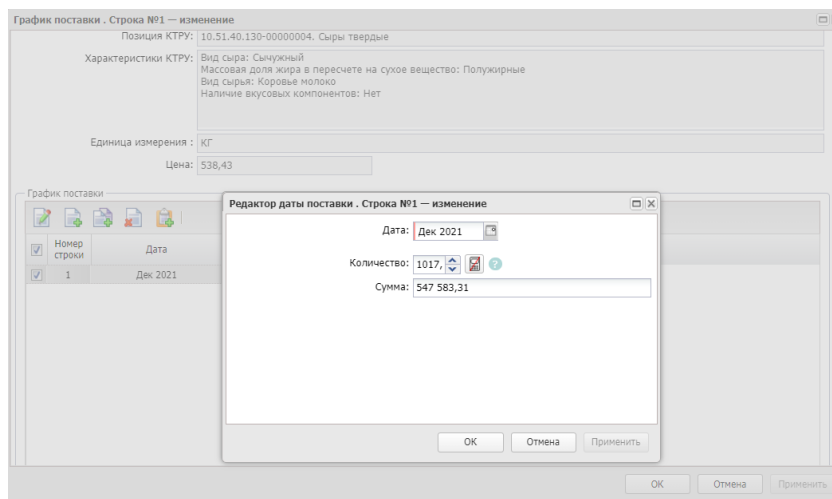 График поставки . Строка №1 — изменение
Позиция КТРУ: 10.51.40.130-00000004. Сыры твердые
Характеристики КТРУ: Вид сыра: Сычужный
Массовая доля жира в пересчете на сухое вещество: Полужирные
Вид сырья: Коровье молоко
Наличие вкусовых компонентов: Нет
Единица измерения : КГ
Цена: 538,43
График поставки
Номер строки Дата
1 Дек 2021
Редактор даты поставки . Строка №1 — изменение
Дата: Дек 2021
Количество: 1017,
Сумма: 547 583,31
ОК Отмена Применить
ОК Отмена Применить